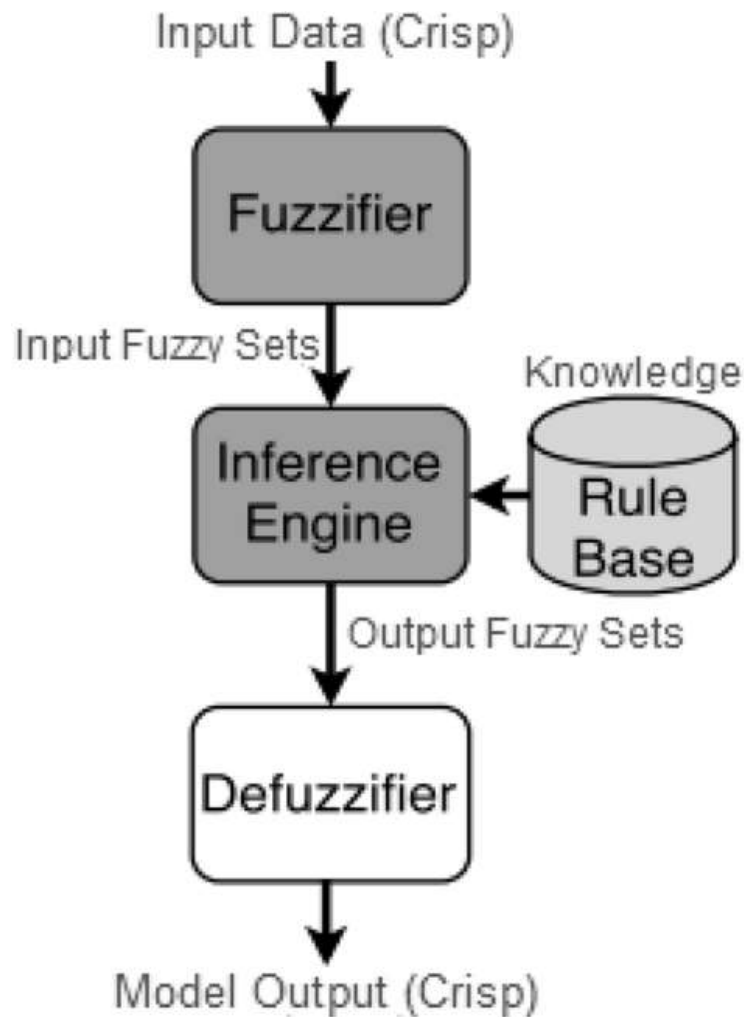 Input Data (Crisp)
Fuzzifier
Input Fuzzy Sets
Knowledge
Inference
Engine
Rule
Base
Output Fuzzy Sets
Defuzzifier
Model Output (Crisp)